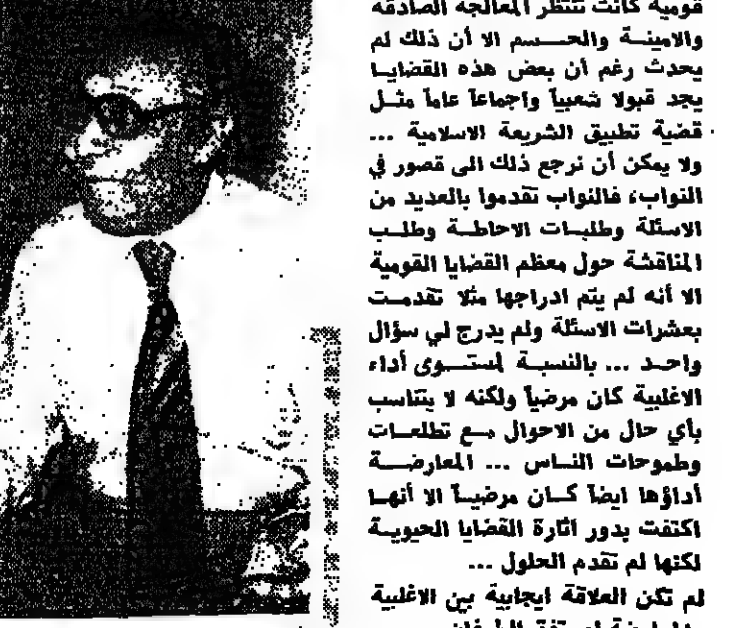 قومية كانت تنتظر المعالجة الصادقة
والامينة والحسم الا أن ذلك لم
يحدث رغم أن بعض هذه القضايا
يجد قبولا شعبياً واجماعاً عاماً مثل
قضية تطبيق الشريعة الاسلامية ...
ولا يمكن أن نرجع ذلك الى قصور في
النواب، فالنواب تقدموا بالعديد من
الاسئلة وطلبات الاحاطة وطلب
المناقشة حول معظم القضايا القومية
الا أنه لم يتم ادراجها مثلا تقدمت
بعشرات الاسئلة ولم يدرج لي سؤال
واحد ... بالنسبة لمستوى أداء
الاغلبية كان مرضياً ولكنه لا يتناسب
بأي حال من الاحوال مع تطلعات
وطموحات الناس ... المعارضة
أداؤها ايضاً كان مرضياً الا أنها
اكتفت بدور اثارة القضايا الحيوية
لكنها لم تقدم الحلول ...
لم تكن العلاقة ايجابية بين الاغلبية